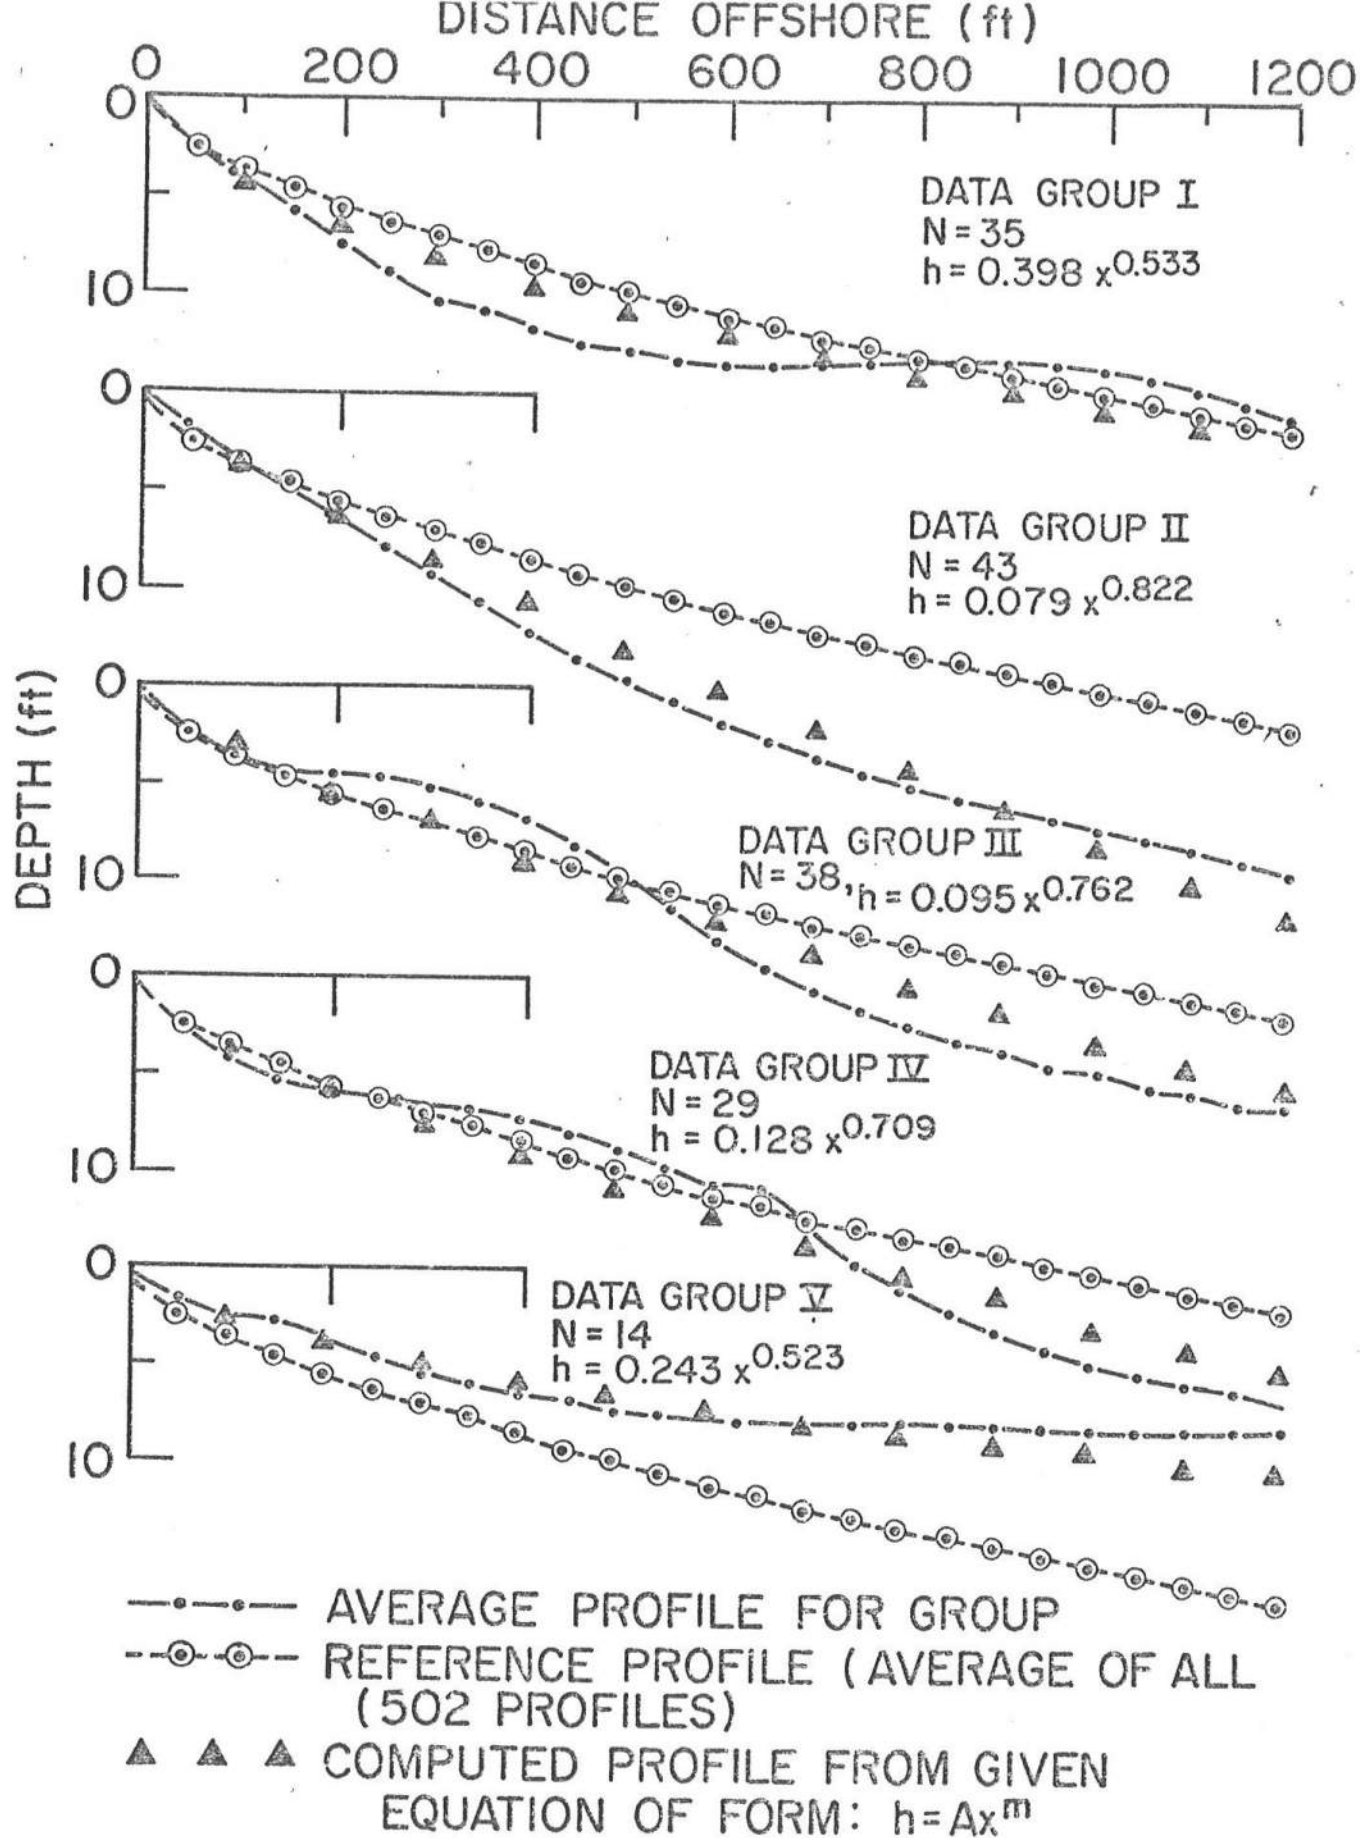 DISTANCE OFFSHORE (ft)
0 200 400 600 800 1000 1200
0
DATA GROUP I
N = 35
h = 0.398 x^0.533
10
0
DATA GROUP II
N = 43
h = 0.079 x^0.822
10
0
DEPTH (ft)
DATA GROUP III
N = 38, h = 0.095 x^0.762
10
0
DATA GROUP IV
N = 29
h = 0.128 x^0.709
10
0
DATA GROUP V
N = 14
h = 0.243 x^0.523
10
AVERAGE PROFILE FOR GROUP
REFERENCE PROFILE (AVERAGE OF ALL
(502 PROFILES)
COMPUTED PROFILE FROM GIVEN
EQUATION OF FORM: h=Ax^m